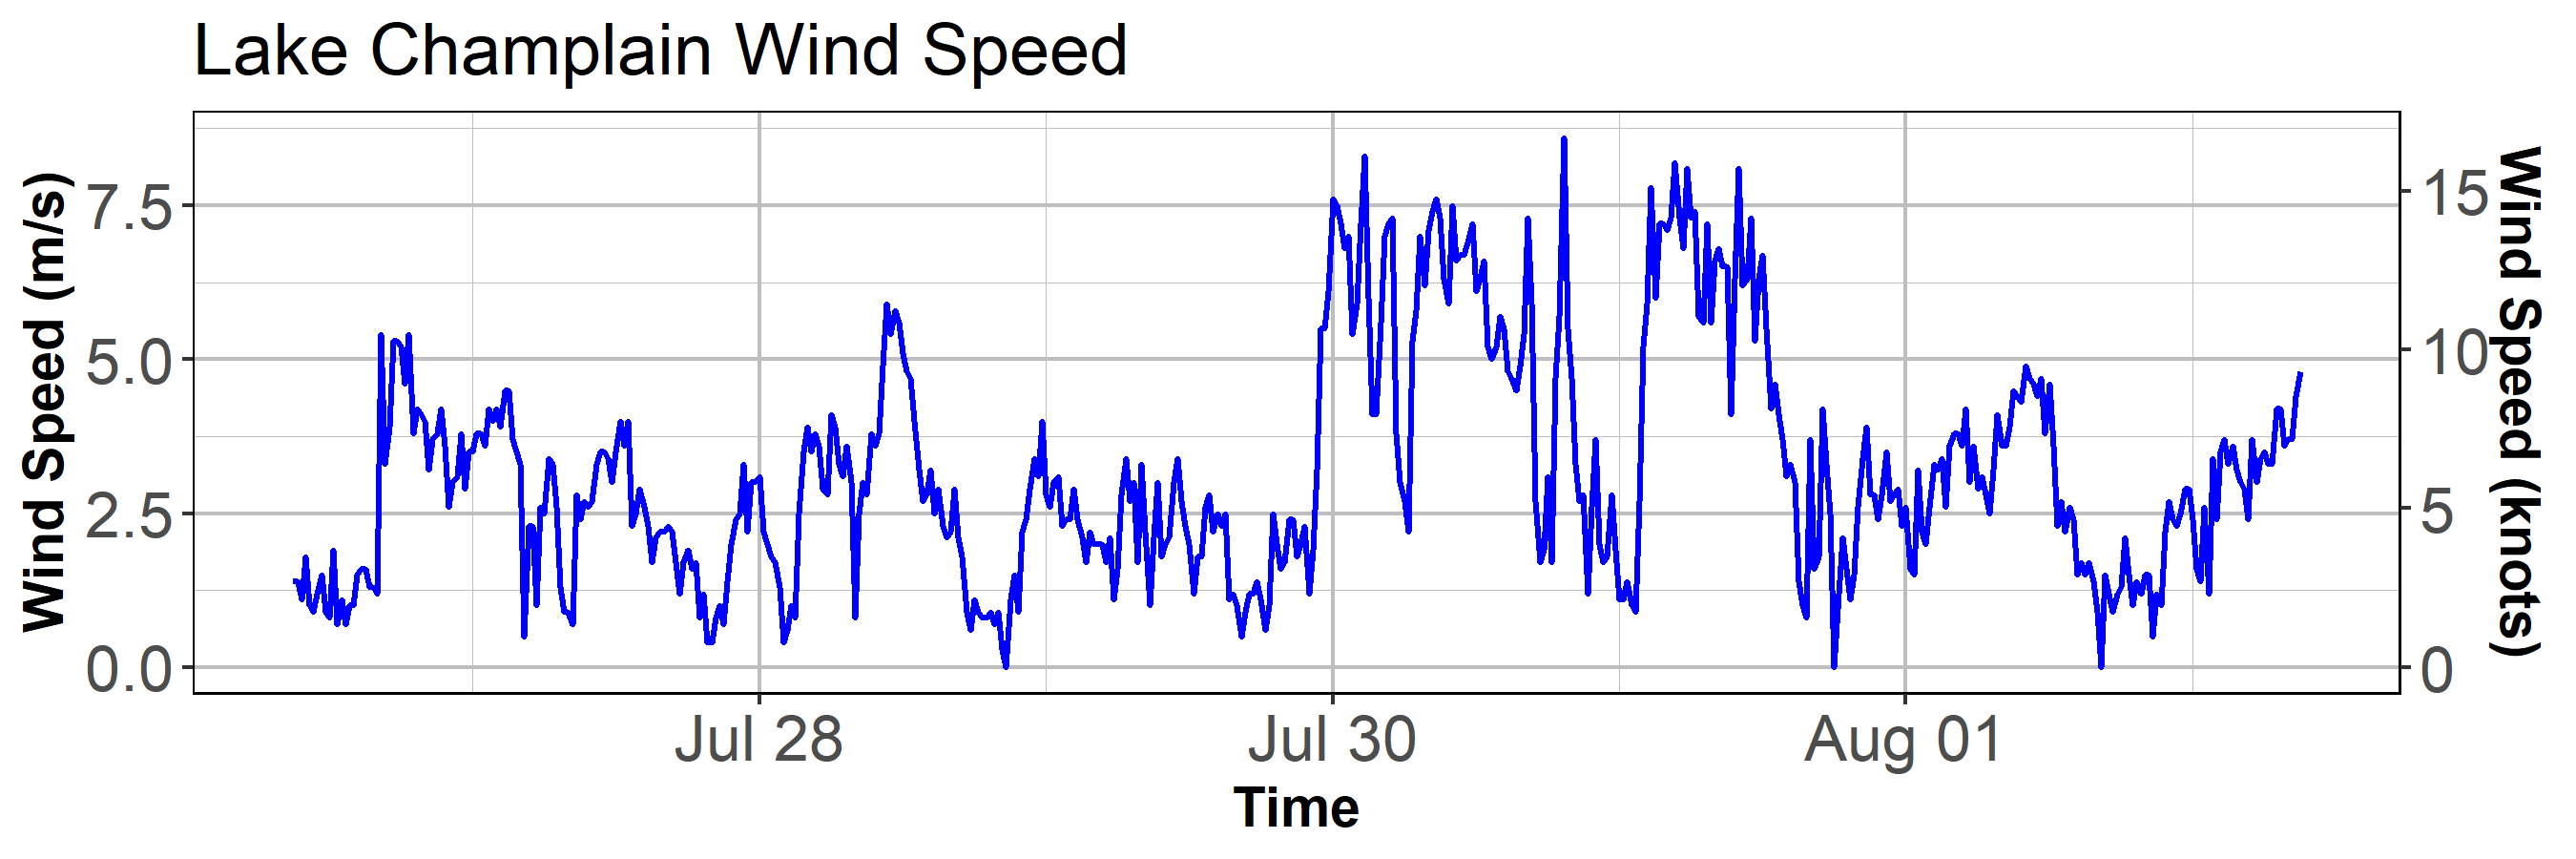 Lake Champlain Wind Speed
Wind Speed (m/s)
7.5
5.0
2.5
0.0
15
10
5
0
Wind Speed (knots)
Jul 28
Jul 30
Aug 01
Time